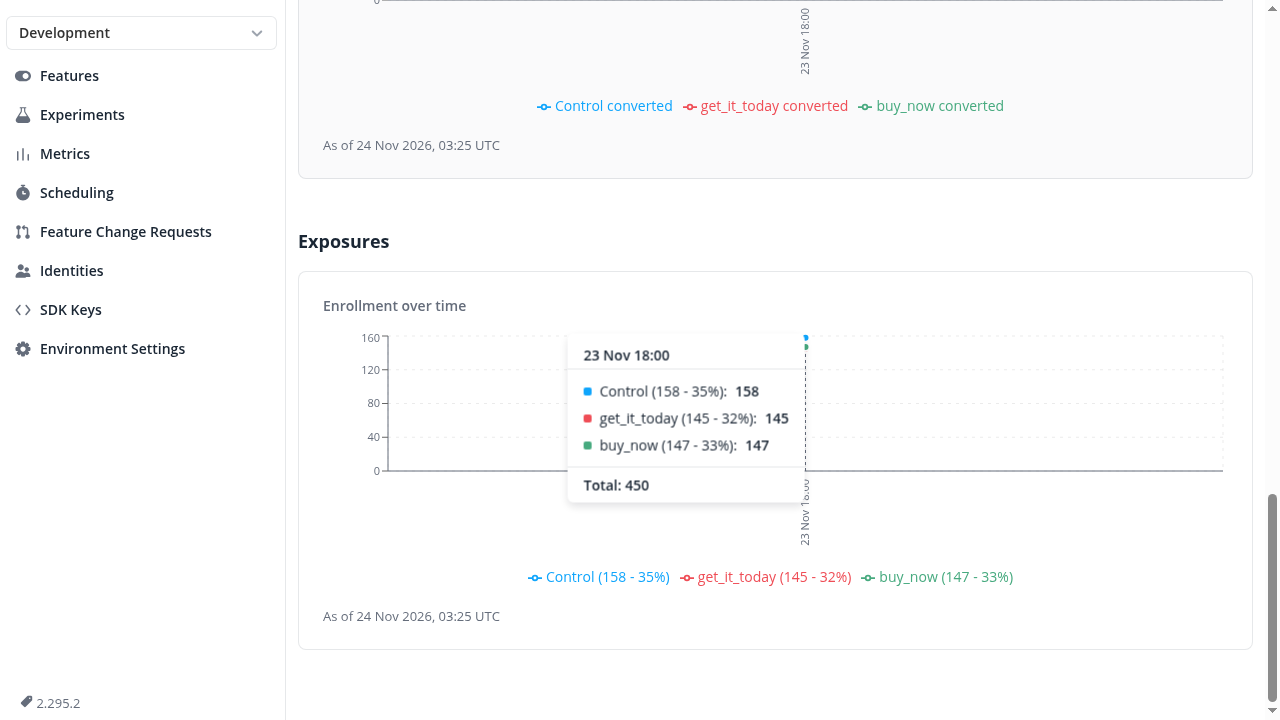 Development
Features
Experiments
Metrics
Scheduling
Feature Change Requests
Identities
SDK Keys
Environment Settings
2.295.2
0
23 Nov 18:00
Control converted
get_it_today converted
buy_now converted
As of 24 Nov 2026, 03:25 UTC
Exposures
Enrollment over time
160
120
80
40
0
23 Nov 18:00
Control (158 - 35%): 158
get_it_today (145 - 32%): 145
buy_now (147 - 33%): 147
Total: 450
23 Nov 18:00
Control (158 - 35%)
get_it_today (145 - 32%)
buy_now (147 - 33%)
As of 24 Nov 2026, 03:25 UTC